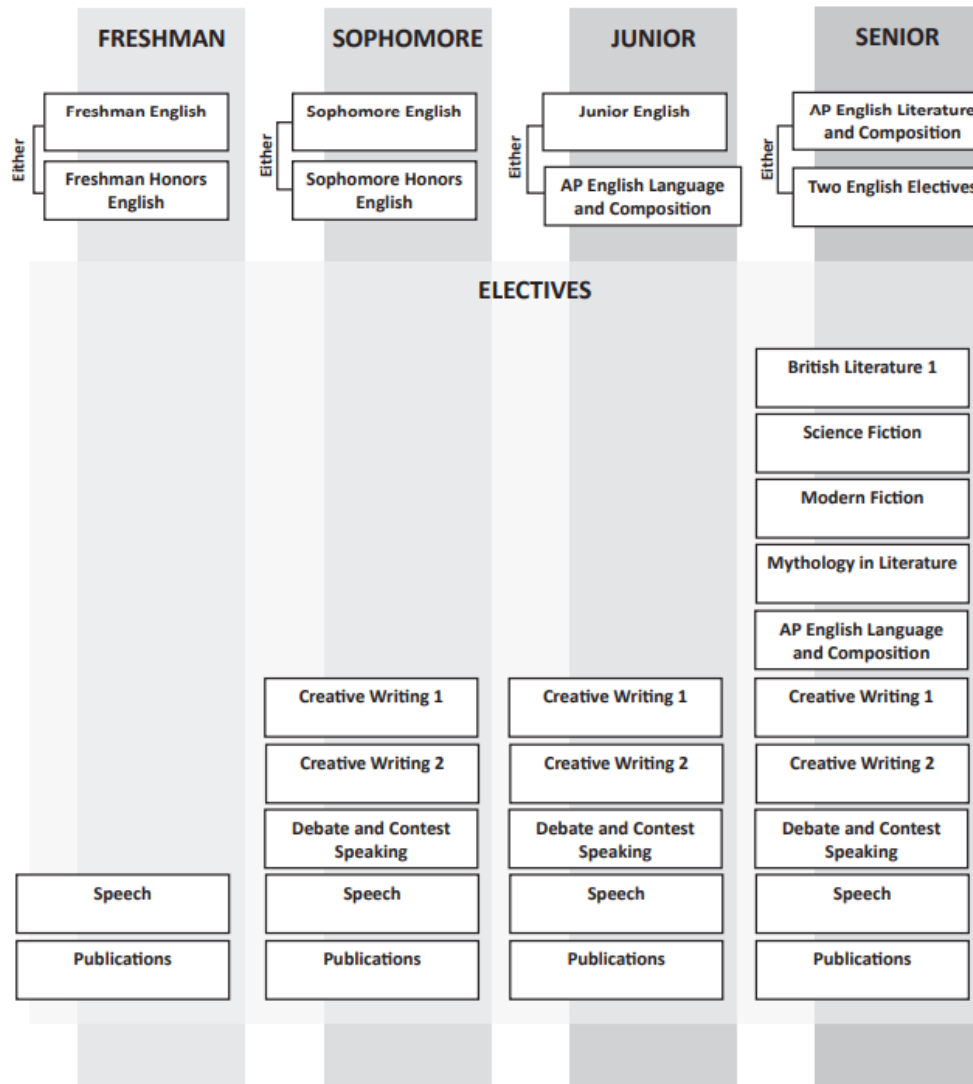 FRESHMAN
SOPHOMORE
JUNIOR
SENIOR
Either
Freshman English
Freshman Honors
English
Either
Sophomore English
Sophomore Honors
English
Either
Junior English
AP English Language
and Composition
Either
AP English Literature
and Composition
Two English Electives
ELECTIVES
British Literature 1
Science Fiction
Modern Fiction
Mythology in Literature
AP English Language
and Composition
Creative Writing 1
Creative Writing 1
Creative Writing 1
Creative Writing 2
Creative Writing 2
Creative Writing 2
Debate and Contest
Speaking
Debate and Contest
Speaking
Debate and Contest
Speaking
Speech
Speech
Speech
Speech
Publications
Publications
Publications
Publications